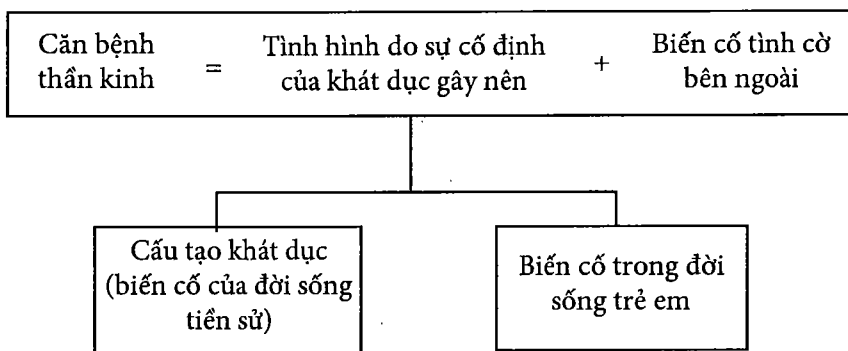 Căn bệnh thần kinh = Tình hình do sự cố định của khát dục gây nên + Biến cố tình cờ bên ngoài
Cấu tạo khát dục
(biến cố của đời sống
tiền sử)
Biến cố trong đời
sống trẻ em